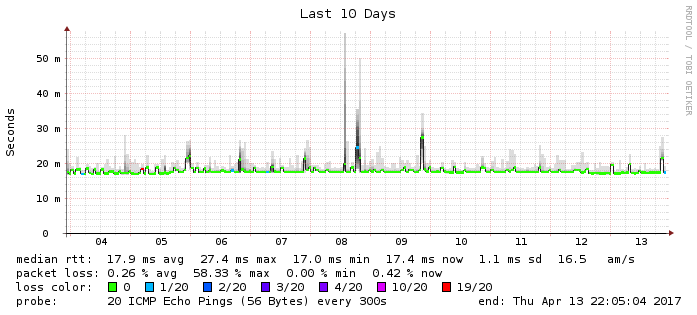 Last 10 Days
RRDTOOL / TOBI OETIKER
Seconds
50 m
40 m
30 m
20 m
10 m
0
04 05 06 07 08 09 10 11 12 13
median rtt: 17.9 ms avg 27.4 ms max 17.0 ms min 17.4 ms now 1.1 ms sd 16.5 am/s
packet loss: 0.26 % avg 58.33 % max 0.00 % min 0.42 % now
loss color: 0 1/20 2/20 3/20 4/20 10/20 19/20
probe: 20 ICMP Echo Pings (56 Bytes) every 300s end: Thu Apr 13 22:05:04 2017